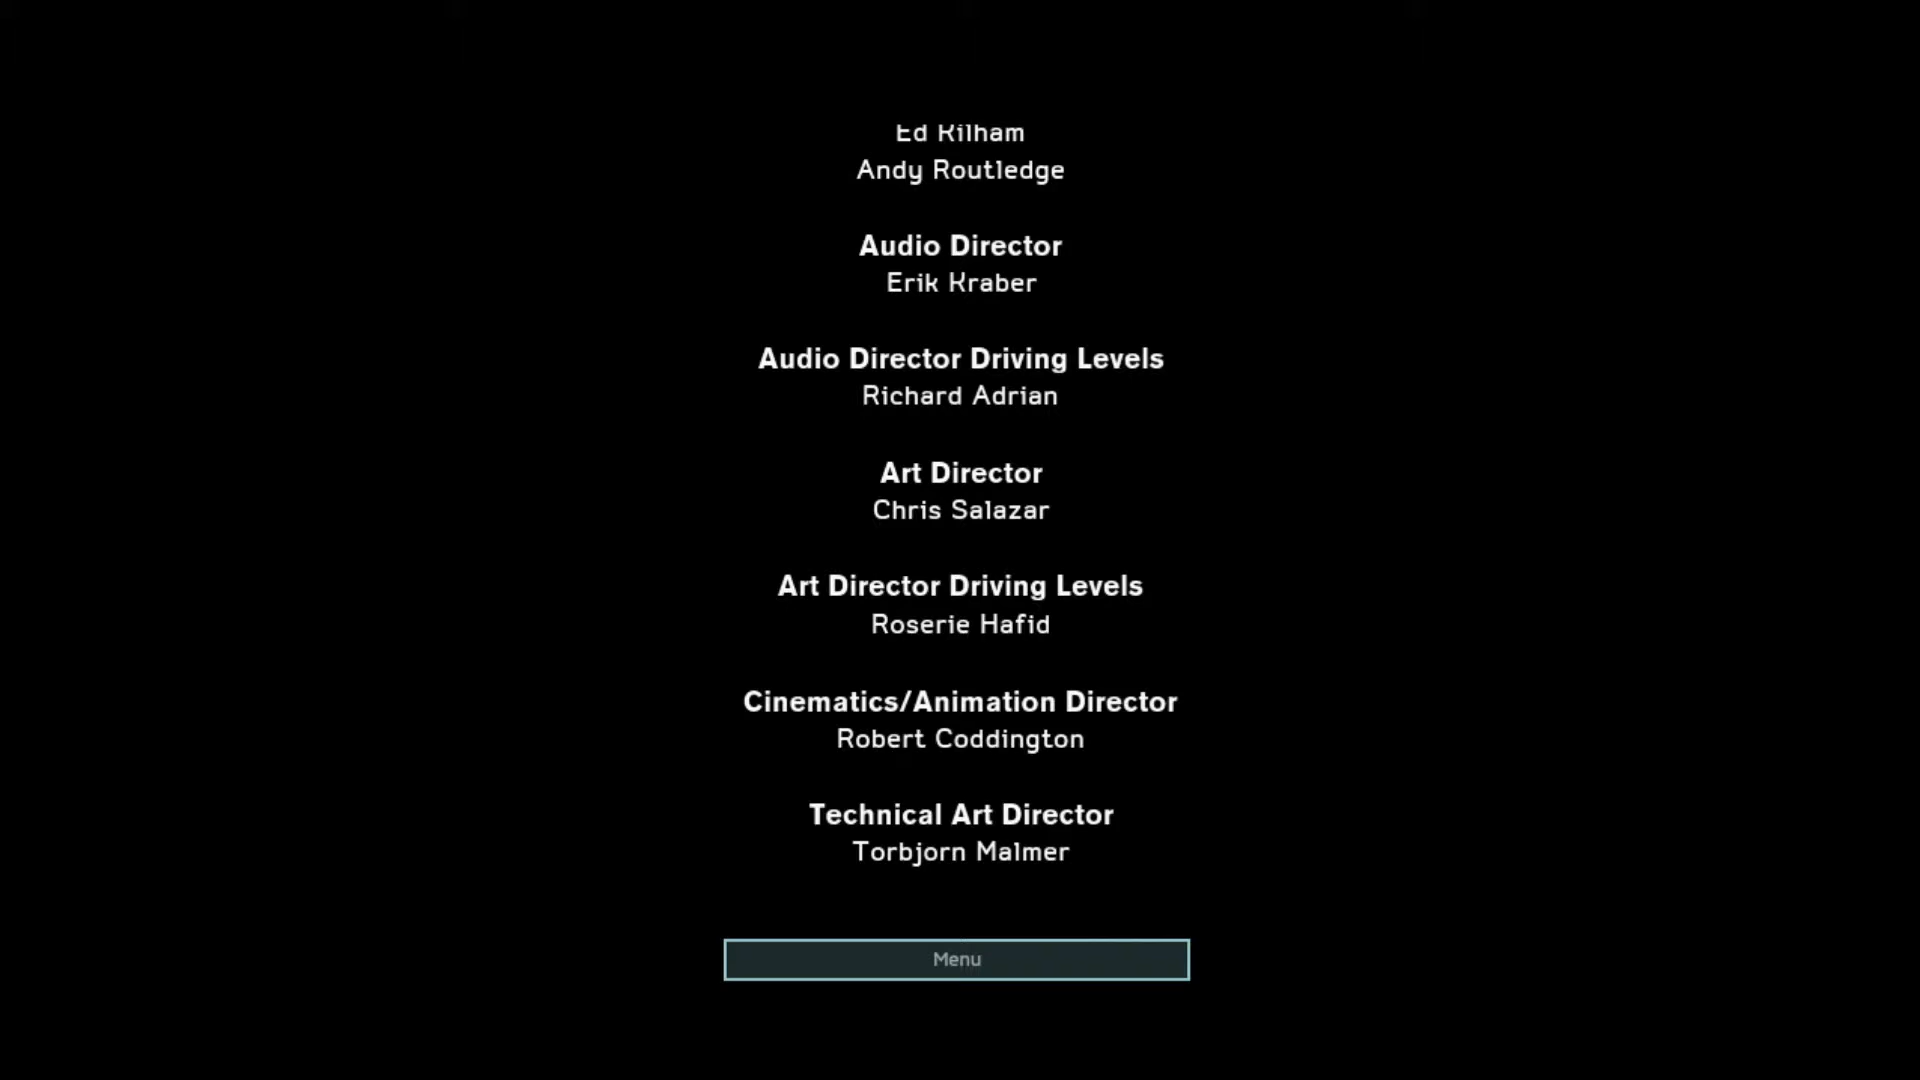 Ed Kilham
Andy Routledge
Audio Director
Erik Kraber
Audio Director Driving Levels
Richard Adrian
Art Director
Chris Salazar
Art Director Driving Levels
Roserie Hafid
Cinematics/Animation Director
Robert Coddington
Technical Art Director
Torbjorn Malmer
Menu